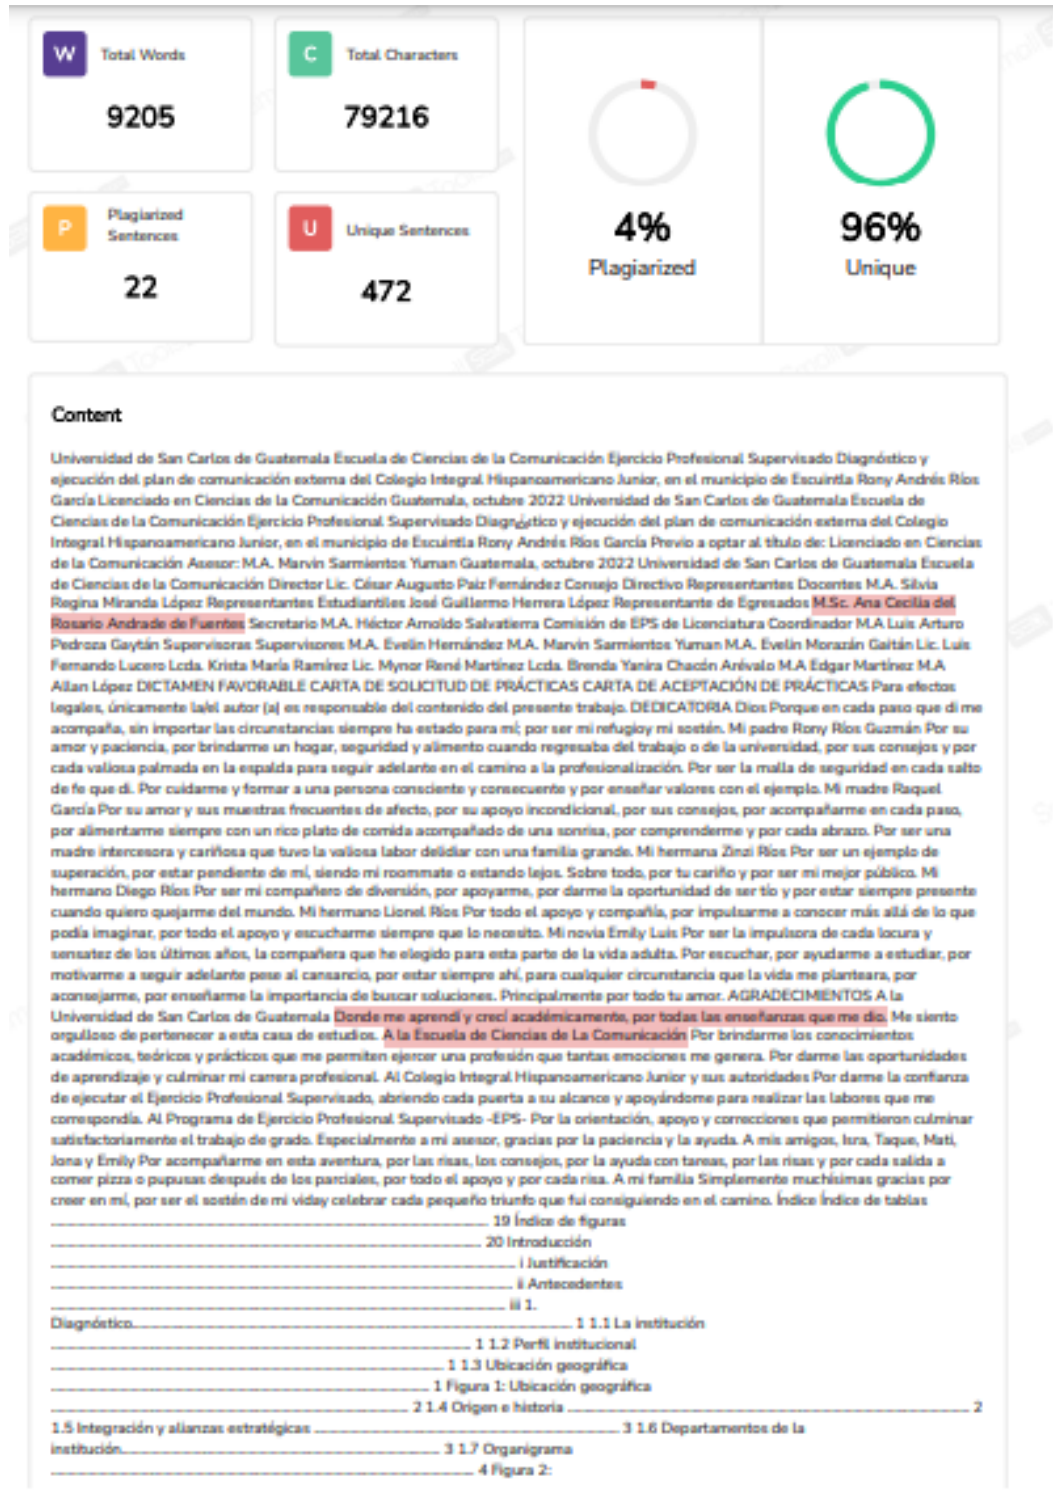 W Total Words
9205
C Total Characters
79216
P Plagiarized
Sentences
22
U Unique Sentences
472
4%
Plagiarized
96%
Unique
Content
Universidad de San Carlos de Guatemala Escuela de Ciencias de la Comunicación Ejercicio Profesional Supervisado Diagnóstico y
ejecución del plan de comunicación externa del Colegio Integral Hispanoamericano Junior, en el municipio de Escuintla Rony Andrés Ríos
García Licenciado en Ciencias de la Comunicación Guatemala, octubre 2022 Universidad de San Carlos de Guatemala Escuela de
Ciencias de la Comunicación Ejercicio Profesional Supervisado Diagnóstico y ejecución del plan de comunicación externa del Colegio
Integral Hispanoamericano Junior, en el municipio de Escuintla Rony Andrés Ríos García Previo a optar al título de: Licenciado en Ciencias
de la Comunicación Asesor: M.A. Marvin Sarmientos Yuman Guatemala, octubre 2022 Universidad de San Carlos de Guatemala Escuela
de Ciencias de la Comunicación Director Lic. César Augusto Paiz Fernández Consejo Directivo Representantes Docentes M.A. Silvia
Regina Miranda López Representantes Estudiantiles José Guillermo Herrera López Representante de Egresados M.Sc. Ana Cecilia del
Rosario Andrade de Fuentes Secretario M.A. Héctor Arnoldo Salvatierra Comisión de EPS de Licenciatura Coordinador M.A Luis Arturo
Pedroza Gaytán Supervisoras Supervisores M.A. Evelin Hernández M.A. Marvin Sarmientos Yuman M.A. Evelin Morazán Gaitán Lic. Luis
Fernando Lucero Lcda. Krista María Ramírez Lic. Mynor René Martínez Lcda. Brenda Yanira Chacón Arévalo M.A Edgar Martínez M.A
Allan López DICTAMEN FAVORABLE CARTA DE SOLICITUD DE PRÁCTICAS CARTA DE ACEPTACIÓN DE PRÁCTICAS Para efectos
legales, únicamente la/el autor (a) es responsable del contenido del presente trabajo. DEDICATORIA Dios Porque en cada paso que di me
acompaña, sin importar las circunstancias siempre ha estado para mí; por ser mi refugioy mi sostén. Mi padre Rony Ríos Guzmán Por su
amor y paciencia, por brindarme un hogar, seguridad y alimento cuando regresaba del trabajo o de la universidad, por sus consejos y por
cada valiosa palmada en la espalda para seguir adelante en el camino a la profesionalización. Por ser la malla de seguridad en cada salto
de fe que di. Por cuidarme y formar a una persona consciente y consecuente y por enseñar valores con el ejemplo. Mi madre Raquel
García Por su amor y sus muestras frecuentes de afecto, por su apoyo incondicional, por sus consejos, por acompañarme en cada paso,
por alimentarme siempre con un rico plato de comida acompañado de una sonrisa, por comprenderme y por cada abrazo. Por ser una
madre intercesora y cariñosa que tuvo la valiosa labor delidiar con una familia grande. Mi hermana Zinzi Ríos Por ser un ejemplo de
superación, por estar pendiente de mí, siendo mi roommate o estando lejos. Sobre todo, por tu cariño y por ser mi mejor público. Mi
hermano Diego Ríos Por ser mi compañero de diversión, por apoyarme, por darme la oportunidad de ser tío y por estar siempre presente
cuando quiero quejarme del mundo. Mi hermano Lionel Ríos Por todo el apoyo y compañía, por impulsarme a conocer más allá de lo que
podía imaginar, por todo el apoyo y escucharme siempre que lo necesito. Mi novia Emily Luis Por ser la impulsora de cada locura y
sensatez de los últimos años, la compañera que he elegido para esta parte de la vida adulta. Por escuchar, por ayudarme a estudiar, por
motivarme a seguir adelante pese al cansancio, por estar siempre ahí, para cualquier circunstancia que la vida me planteara, por
aconsejarme, por enseñarme la importancia de buscar soluciones. Principalmente por todo tu amor. AGRADECIMIENTOS A la
Universidad de San Carlos de Guatemala Donde me aprendí y crecí académicamente, por todas las enseñanzas que me dio. Me siento
orgulloso de pertenecer a esta casa de estudios. A la Escuela de Ciencias de La Comunicación Por brindarme los conocimientos
académicos, teóricos y prácticos que me permiten ejercer una profesión que tantas emociones me genera. Por darme las oportunidades
de aprendizaje y culminar mi carrera profesional. Al Colegio Integral Hispanoamericano Junior y sus autoridades Por darme la confianza
de ejecutar el Ejercicio Profesional Supervisado, abriendo cada puerta a su alcance y apoyándome para realizar las labores que me
correspondía. Al Programa de Ejercicio Profesional Supervisado -EPS- Por la orientación, apoyo y correcciones que permitieron culminar
satisfactoriamente el trabajo de grado. Especialmente a mi asesor, gracias por la paciencia y la ayuda. A mis amigos, Isra, Taque, Mati,
Jona y Emily Por acompañarme en esta aventura, por las risas, los consejos, por la ayuda con tareas, por las risas y por cada salida a
comer pizza o pupusas después de los parciales, por todo el apoyo y por cada risa. A mi familia Simplemente muchísimas gracias por
creer en mí, por ser el sostén de mi viday celebrar cada pequeño triunfo que fui consiguiendo en el camino. Índice Índice de tablas
........ 19 Índice de figuras
........ 20 Introducción
........ i Justificación
........ ii Antecedentes
........ iii 1.
Diagnóstico........ 1 1.1 La institución
........ 1 1.2 Perfil institucional
........ 1 1.3 Ubicación geográfica
........ 1 Figura 1: Ubicación geográfica
........ 2 1.4 Origen e historia ........ 2
1.5 Integración y alianzas estratégicas ........ 3 1.6 Departamentos de la
institución........ 3 1.7 Organigrama
........ 4 Figura 2: